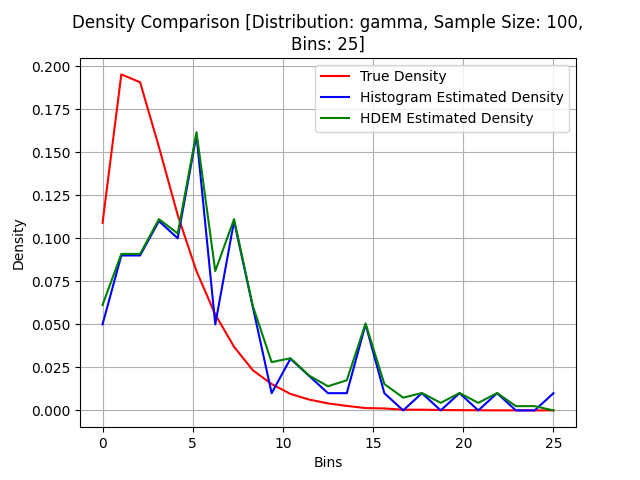 Density Comparison [Distribution: gamma, Sample Size: 100,
Bins: 25]
True Density
Histogram Estimated Density
HDEM Estimated Density
Density
0.200
0.175
0.150
0.125
0.100
0.075
0.050
0.025
0.000
0
5
10
15
20
25
Bins